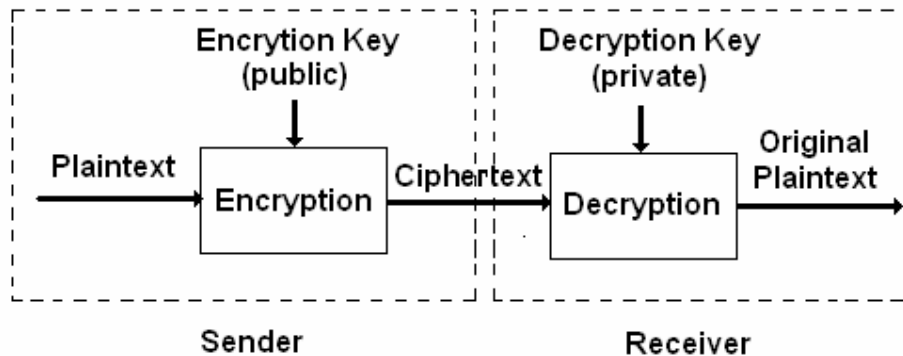 Encrytion Key
(public)
Decryption Key
(private)
Plaintext
Encryption
Ciphertext
Decryption
Original
Plaintext
Sender
Receiver